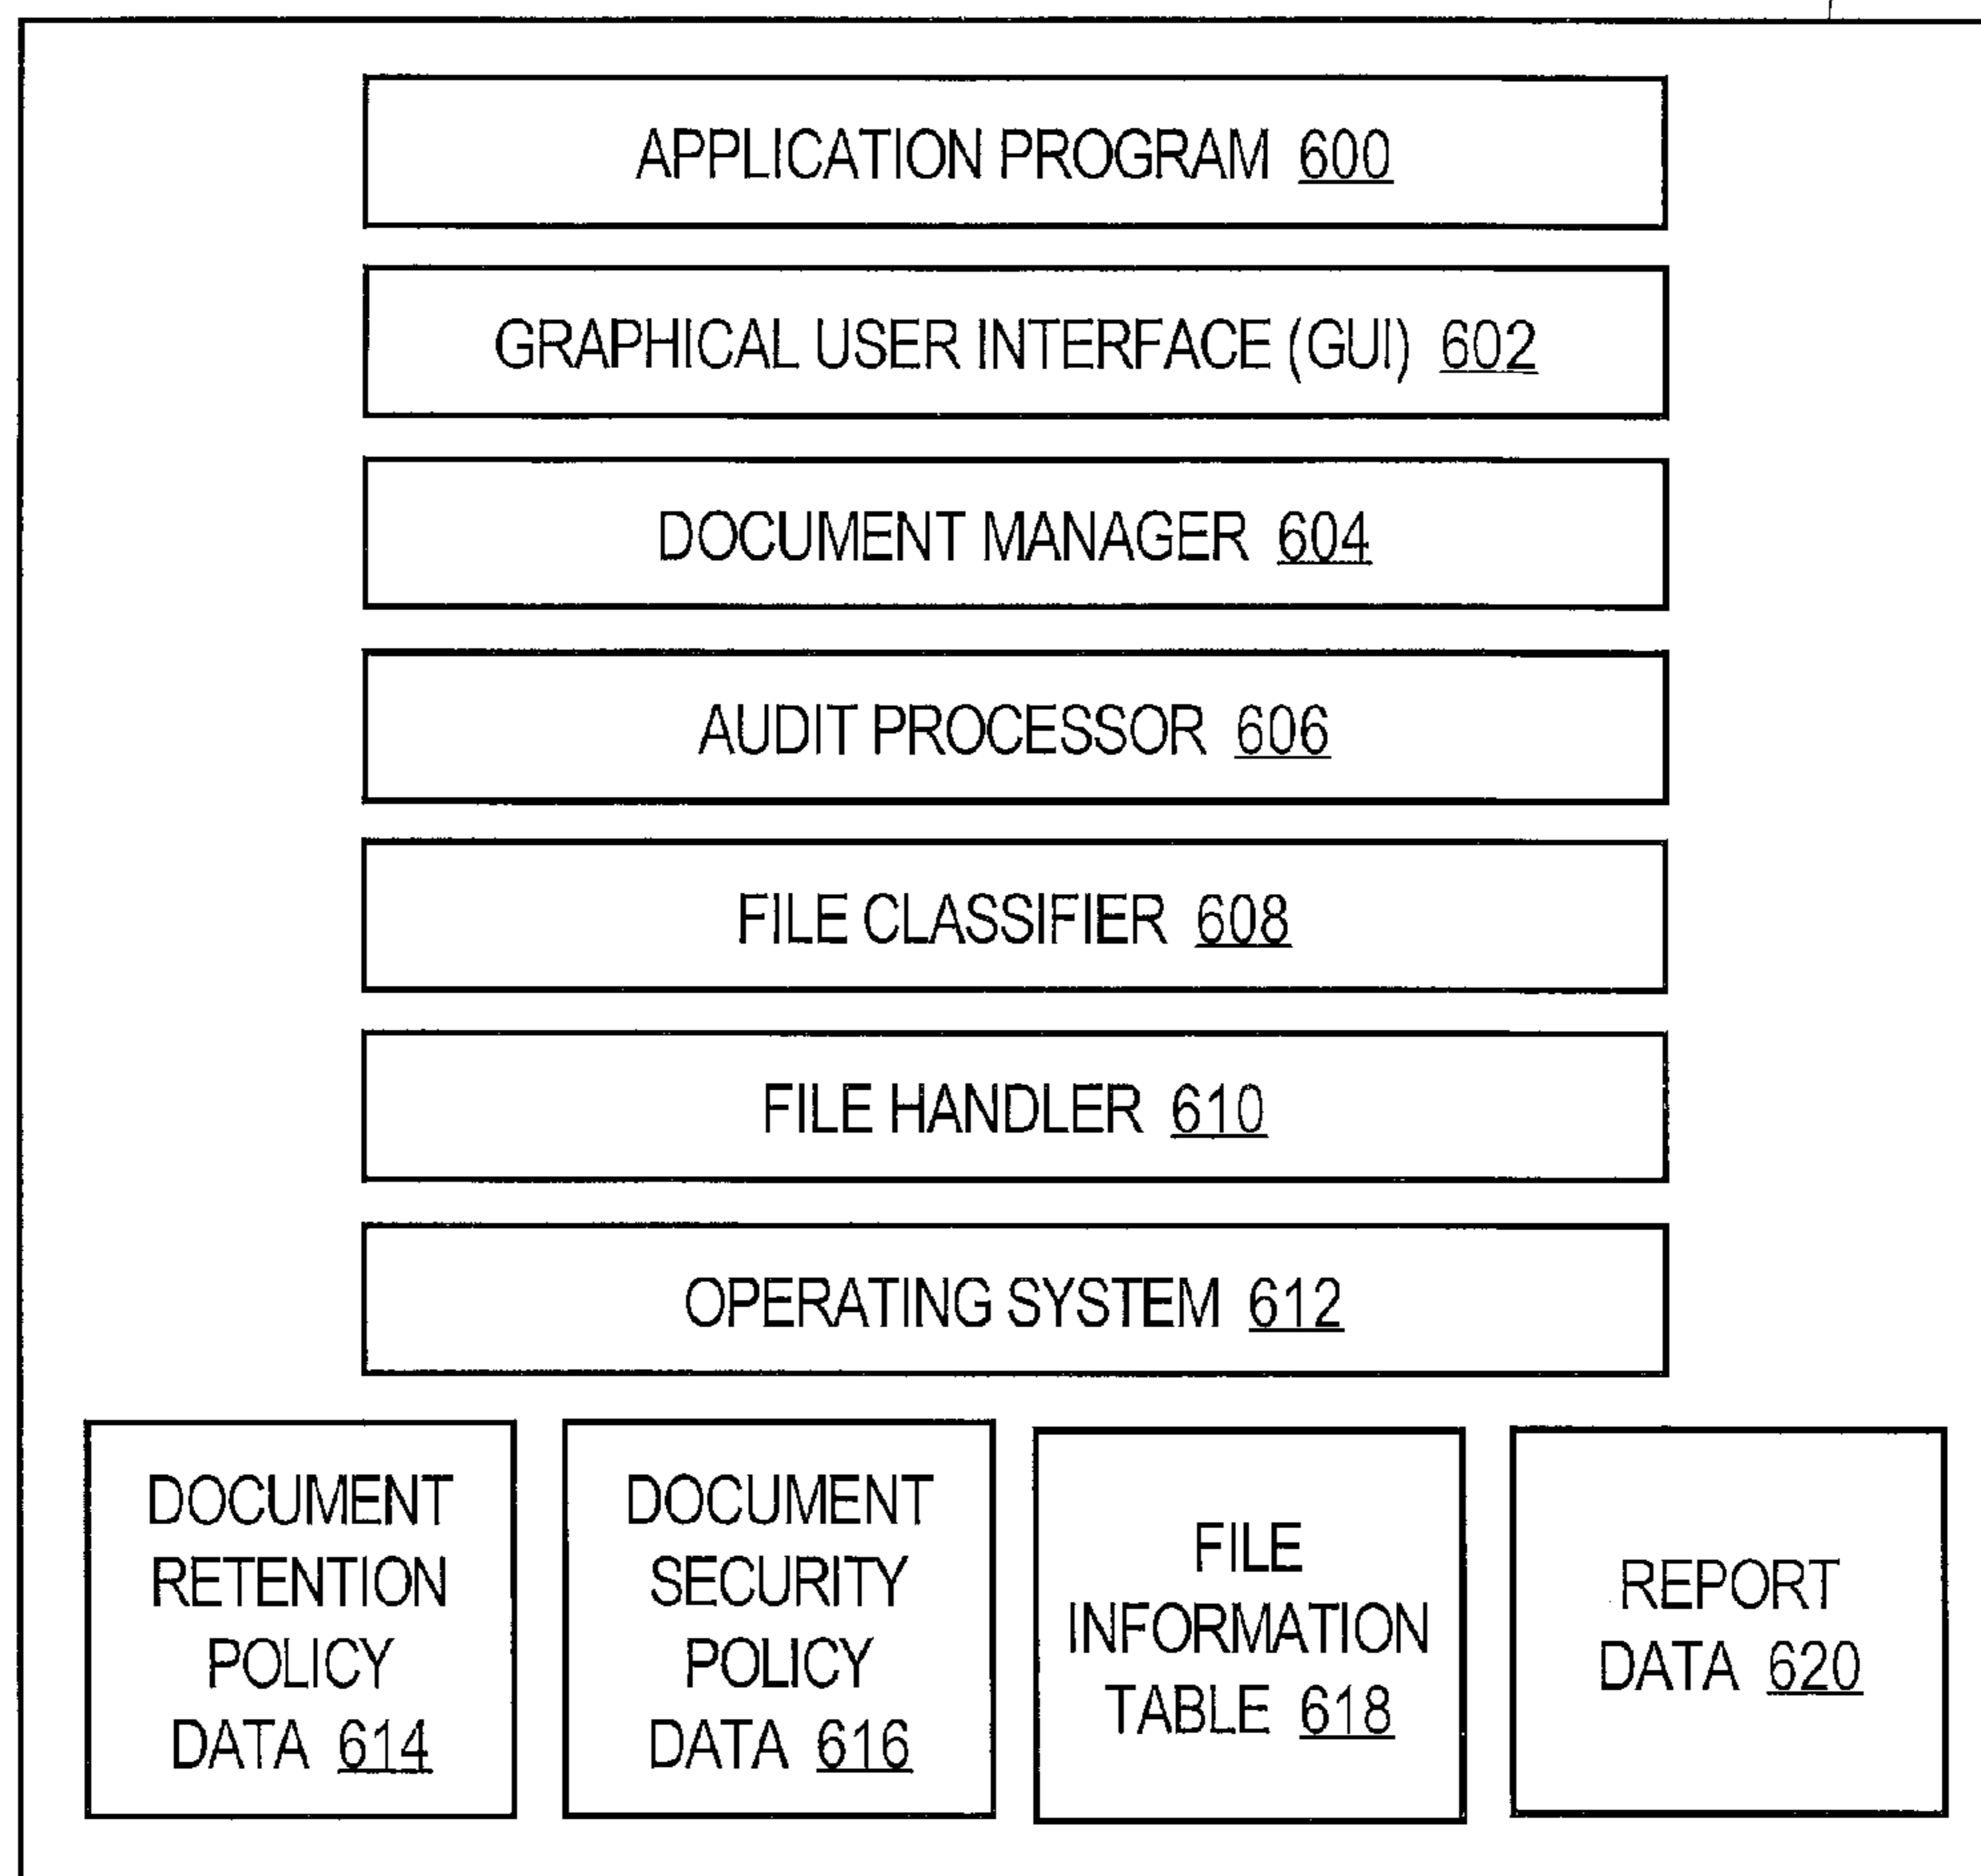 APPLICATION PROGRAM 600
GRAPHICAL USER INTERFACE (GUI) 602
DOCUMENT MANAGER 604
AUDIT PROCESSOR 606
FILE CLASSIFIER 608
FILE HANDLER 610
OPERATING SYSTEM 612
DOCUMENT
RETENTION
POLICY
DATA 614
DOCUMENT
SECURITY
POLICY
DATA 616
FILE
INFORMATION
TABLE 618
REPORT
DATA 620